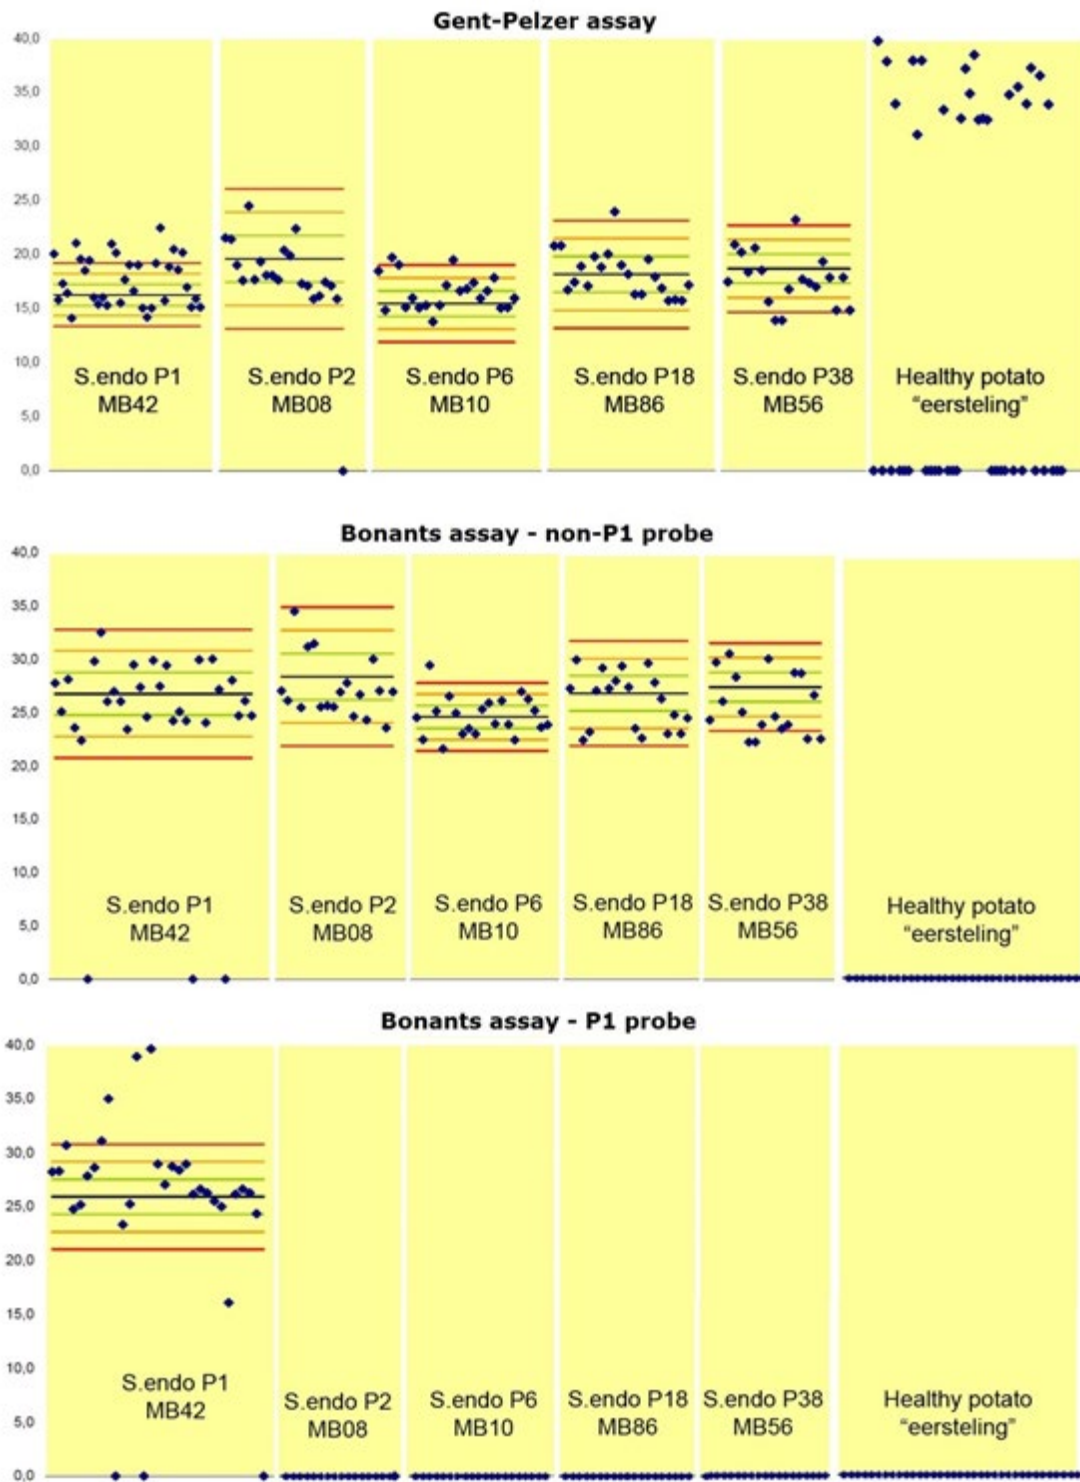 Gent-Pelzer assay
40,0
35,0
30,0
25,0
20,0
15,0
10,0
5,0
0,0
S.endo P1
MB42
S.endo P2
MB08
S.endo P6
MB10
S.endo P18
MB86
S.endo P38
MB56
Healthy potato
“eersteling”
Bonants assay - non-P1 probe
40,0
35,0
30,0
25,0
20,0
15,0
10,0
5,0
0,0
S.endo P1
MB42
S.endo P2
MB08
S.endo P6
MB10
S.endo P18
MB86
S.endo P38
MB56
Healthy potato
“eersteling”
Bonants assay - P1 probe
40,0
35,0
30,0
25,0
20,0
15,0
10,0
5,0
0,0
S.endo P1
MB42
S.endo P2
MB08
S.endo P6
MB10
S.endo P18
MB86
S.endo P38
MB56
Healthy potato
“eersteling”